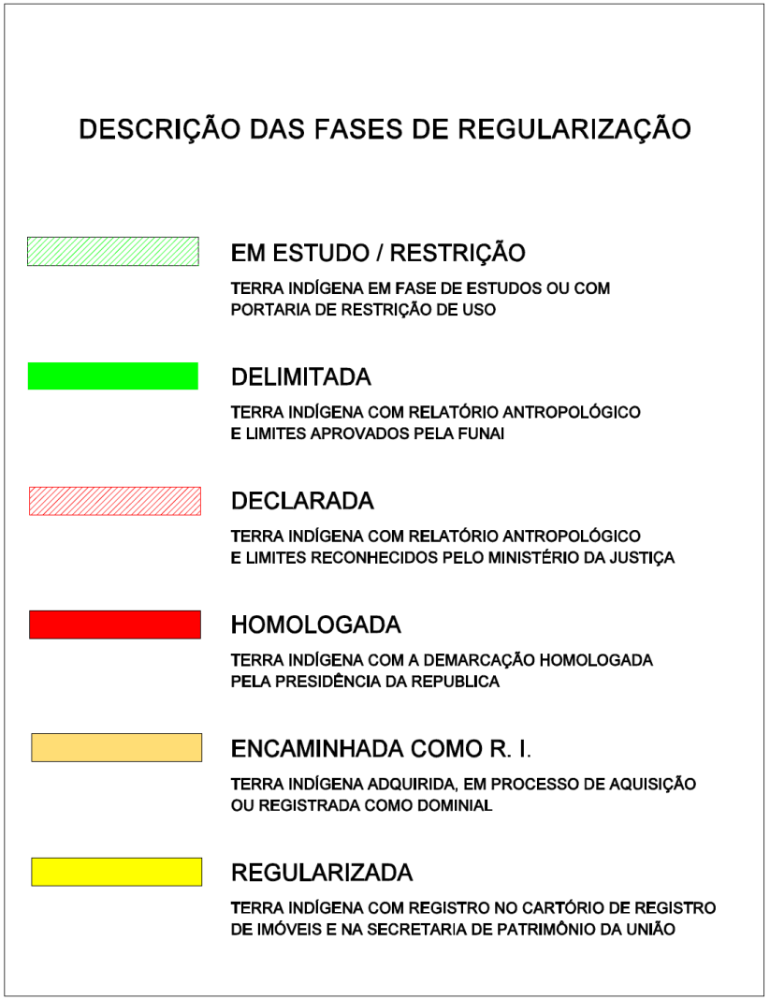 DESCRIÇÃO DAS FASES DE REGULARIZAÇÃO
EM ESTUDO / RESTRIÇÃO
TERRA INDÍGENA EM FASE DE ESTUDOS OU COM
PORTARIA DE RESTRIÇÃO DE USO
DELIMITADA
TERRA INDÍGENA COM RELATÓRIO ANTROPOLÓGICO
E LIMITES APROVADOS PELA FUNAI
DECLARADA
TERRA INDÍGENA COM RELATÓRIO ANTROPOLÓGICO
E LIMITES RECONHECIDOS PELO MINISTÉRIO DA JUSTIÇA
HOMOLOGADA
TERRA INDÍGENA COM A DEMARCAÇÃO HOMOLOGADA
PELA PRESIDÊNCIA DA REPUBLICA
ENCAMINHADA COMO R. I.
TERRA INDÍGENA ADQUIRIDA, EM PROCESSO DE AQUISIÇÃO
OU REGISTRADA COMO DOMINIAL
REGULARIZADA
TERRA INDÍGENA COM REGISTRO NO CARTÓRIO DE REGISTRO
DE IMÓVEIS E NA SECRETARIA DE PATRIMÔNIO DA UNIÃO